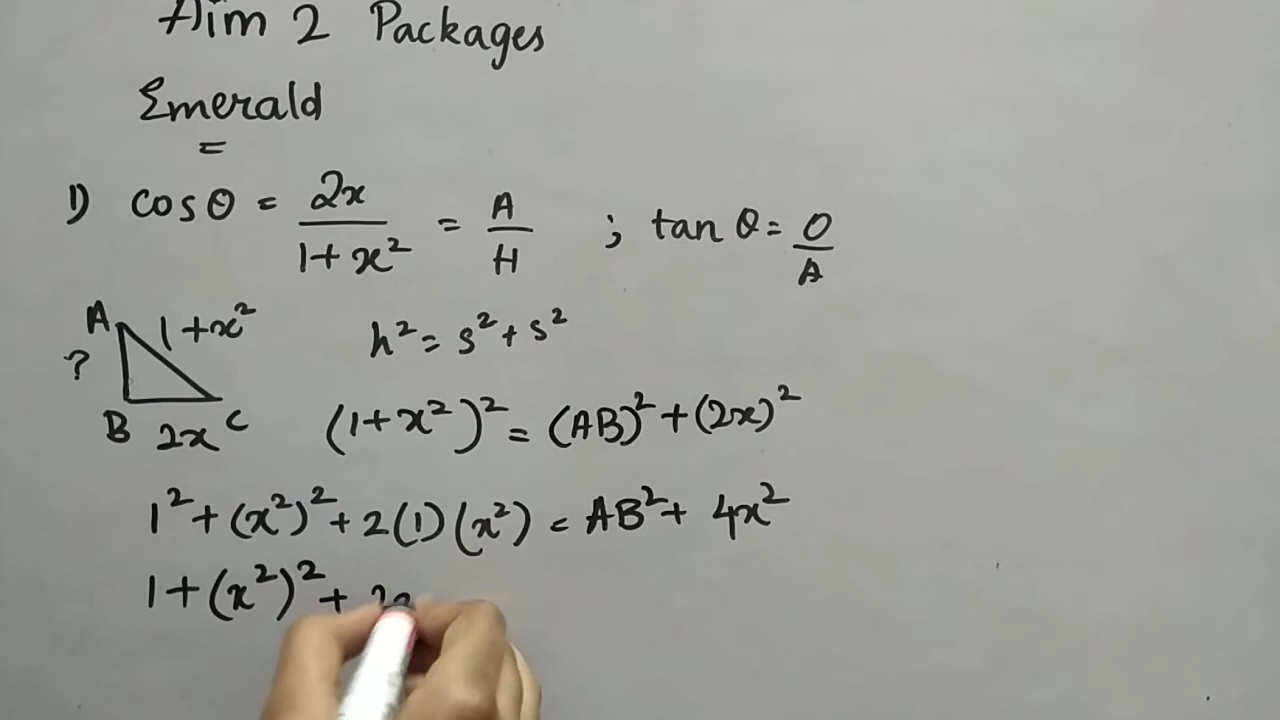 Aim 2 Packages
Emerald
=
1) cos θ = 2x / 1 + x² = A / H ; tan θ = O / A
A 1 + x²
?
B 2x C
h² = s² + s²
(1 + x²)² = (AB)² + (2x)²
1² + (x²)² + 2 (1) (x²) = AB² + 4x²
1 + (x²)² +